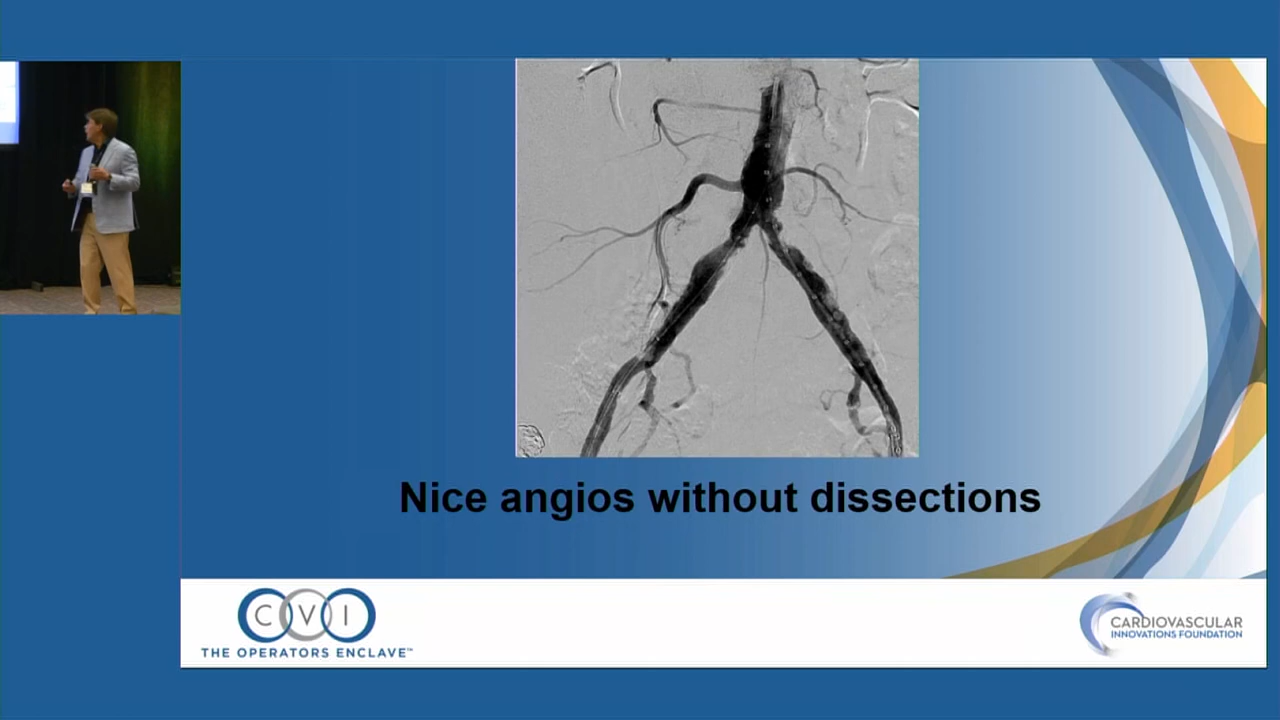 Nice angios without dissections
CVI
THE OPERATORS ENCLAVE™
CARDIOVASCULAR
INNOVATIONS FOUNDATION